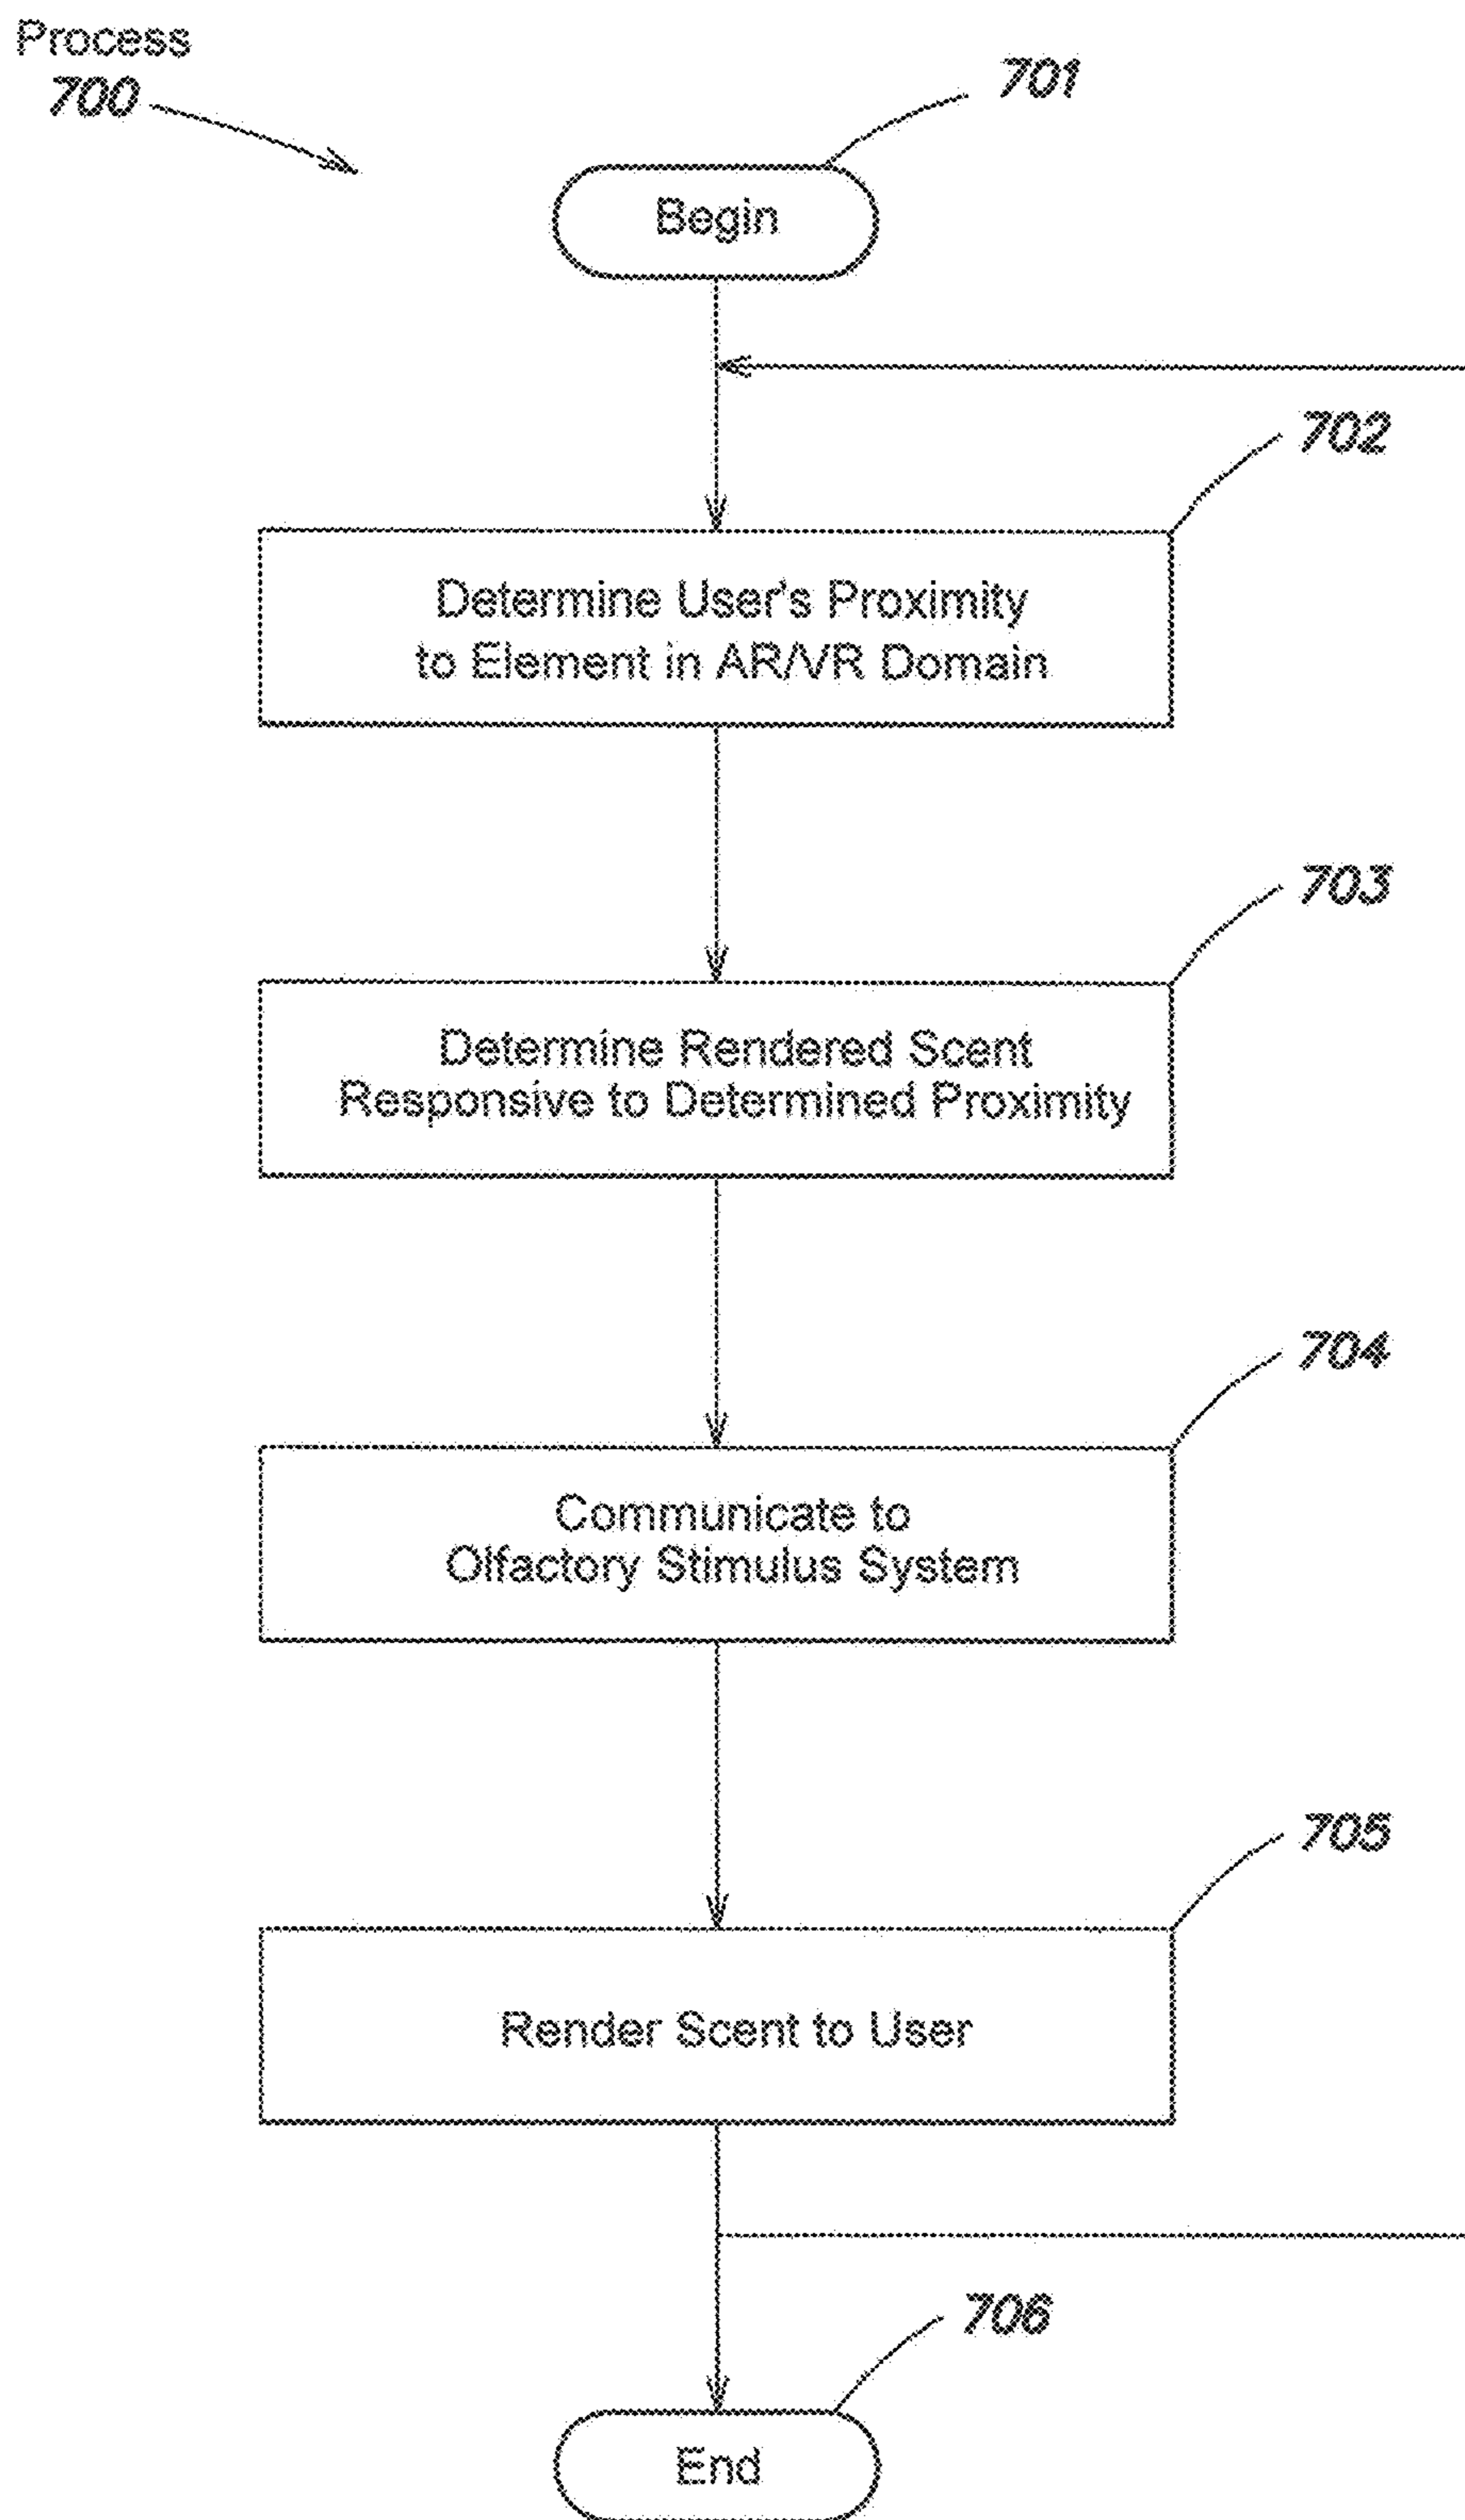 Process
700
701
Begin
702
Determine User's Proximity
to Element in AR/VR Domain
703
Determine Rendered Scent
Responsive to Determined Proximity
704
Communicate to
Olfactory Stimulus System
705
Render Scent to User
706
End